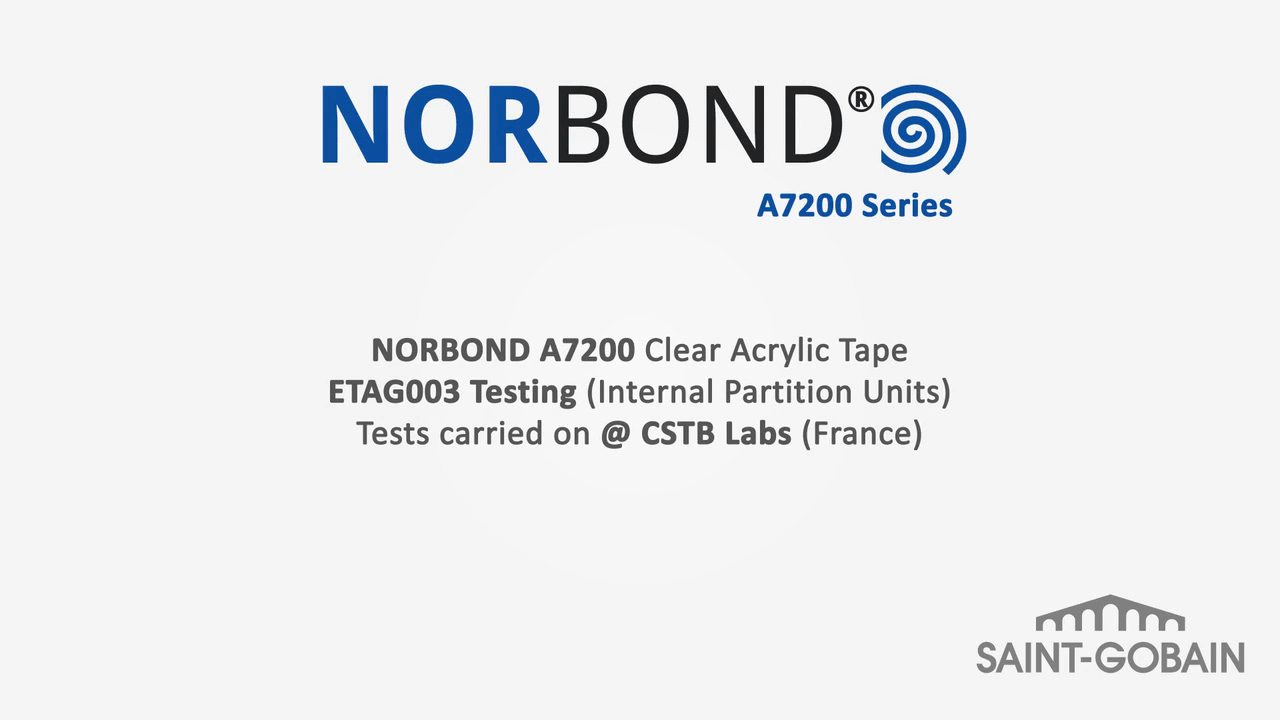 NORBOND®
A7200 Series
NORBOND A7200 Clear Acrylic Tape
ETAG003 Testing (Internal Partition Units)
Tests carried on @ CSTB Labs (France)
SAINT-GOBAIN